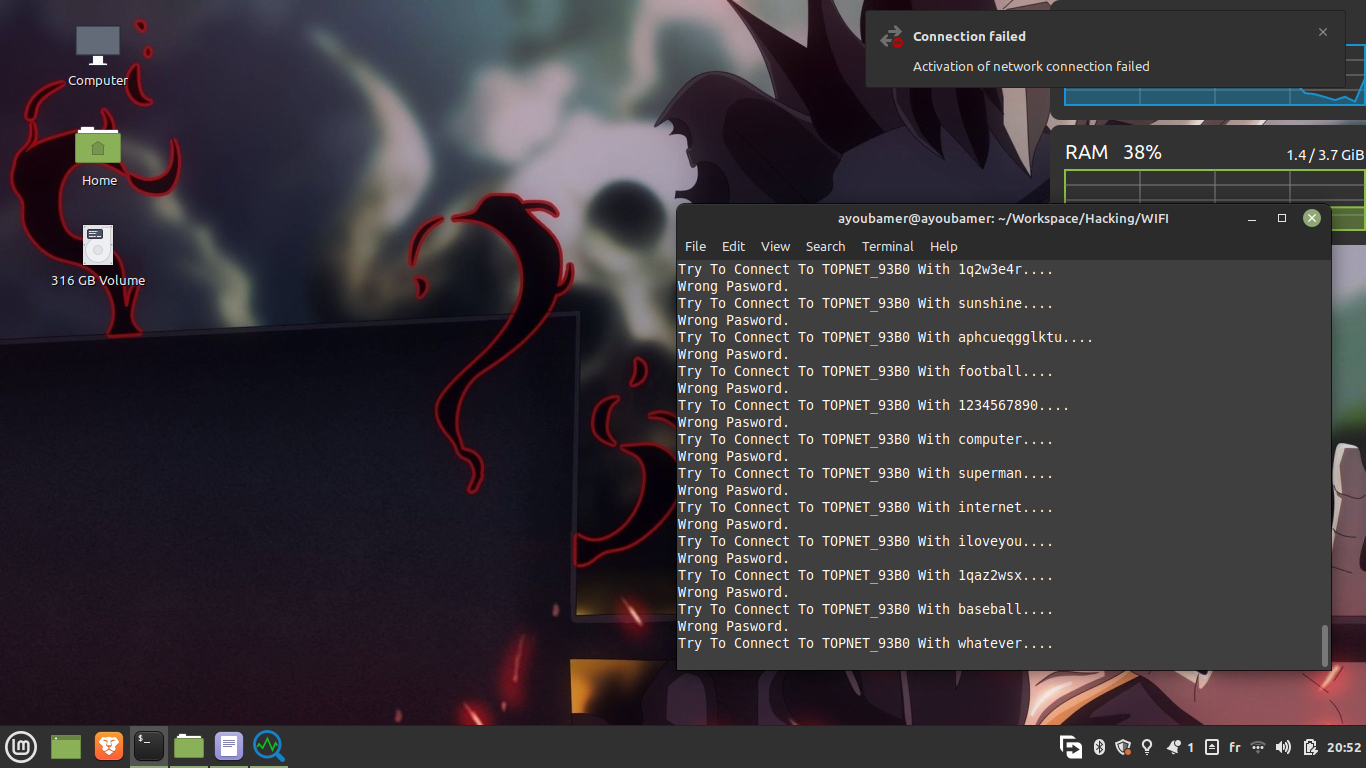 Computer
Home
316 GB Volume
Connection failed
Activation of network connection failed
RAM 38%
1.4 / 3.7 GiB
ayoubamer@ayoubamer: ~/Workspace/Hacking/WIFI
File Edit View Search Terminal Help
Try To Connect To TOPNET_93B0 With 1q2w3e4r....
Wrong Pasword.
Try To Connect To TOPNET_93B0 With sunshine....
Wrong Pasword.
Try To Connect To TOPNET_93B0 With aphcueqgglktu....
Wrong Pasword.
Try To Connect To TOPNET_93B0 With football....
Wrong Pasword.
Try To Connect To TOPNET_93B0 With 1234567890....
Wrong Pasword.
Try To Connect To TOPNET_93B0 With computer....
Wrong Pasword.
Try To Connect To TOPNET_93B0 With superman....
Wrong Pasword.
Try To Connect To TOPNET_93B0 With internet....
Wrong Pasword.
Try To Connect To TOPNET_93B0 With iloveyou....
Wrong Pasword.
Try To Connect To TOPNET_93B0 With 1qaz2wsx....
Wrong Pasword.
Try To Connect To TOPNET_93B0 With baseball....
Wrong Pasword.
Try To Connect To TOPNET_93B0 With whatever....
$-
1 fr 20:52